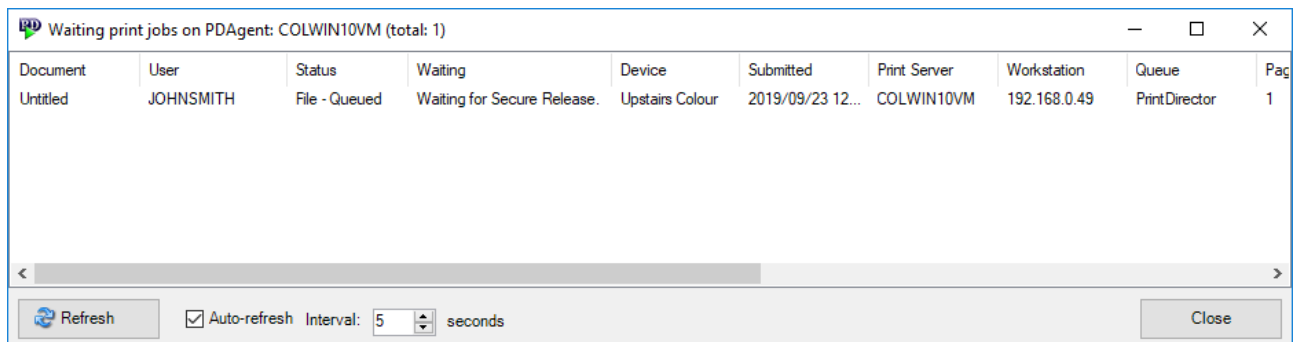 PD Waiting print jobs on PDAgent: COLWIN10VM (total: 1)
Document User Status Waiting Device Submitted Print Server Workstation Queue Pag
Untitled JOHNSMITH File - Queued Waiting for Secure Release. Upstairs Colour 2019/09/23 12... COLWIN10VM 192.168.0.49 PrintDirector 1
Refresh Auto-refresh Interval: 5 seconds Close